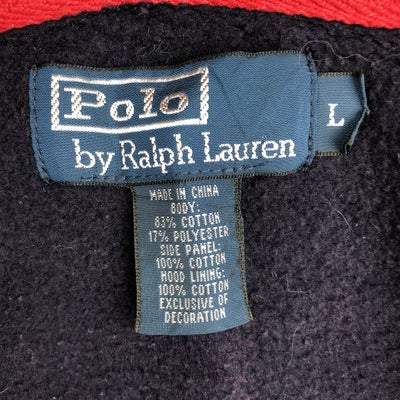 Polo
by Ralph Lauren
L
MADE IN CHINA
BODY:
83% COTTON
17% POLYESTER
SIDE PANEL:
100% COTTON
HOOD LINING:
100% COTTON
EXCLUSIVE OF
DECORATION